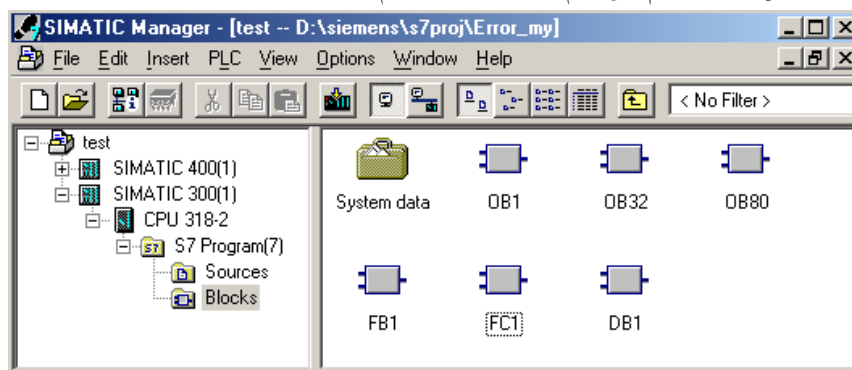 SIMATIC Manager - [test -- D:\siemens\s7proj\Error_my]
File Edit Insert PLC View Options Window Help
< No Filter >
test
SIMATIC 400(1)
SIMATIC 300(1)
CPU 318-2
S7 Program(7)
Sources
Blocks
System data OB1 OB32 OB80
FB1 FC1 DB1